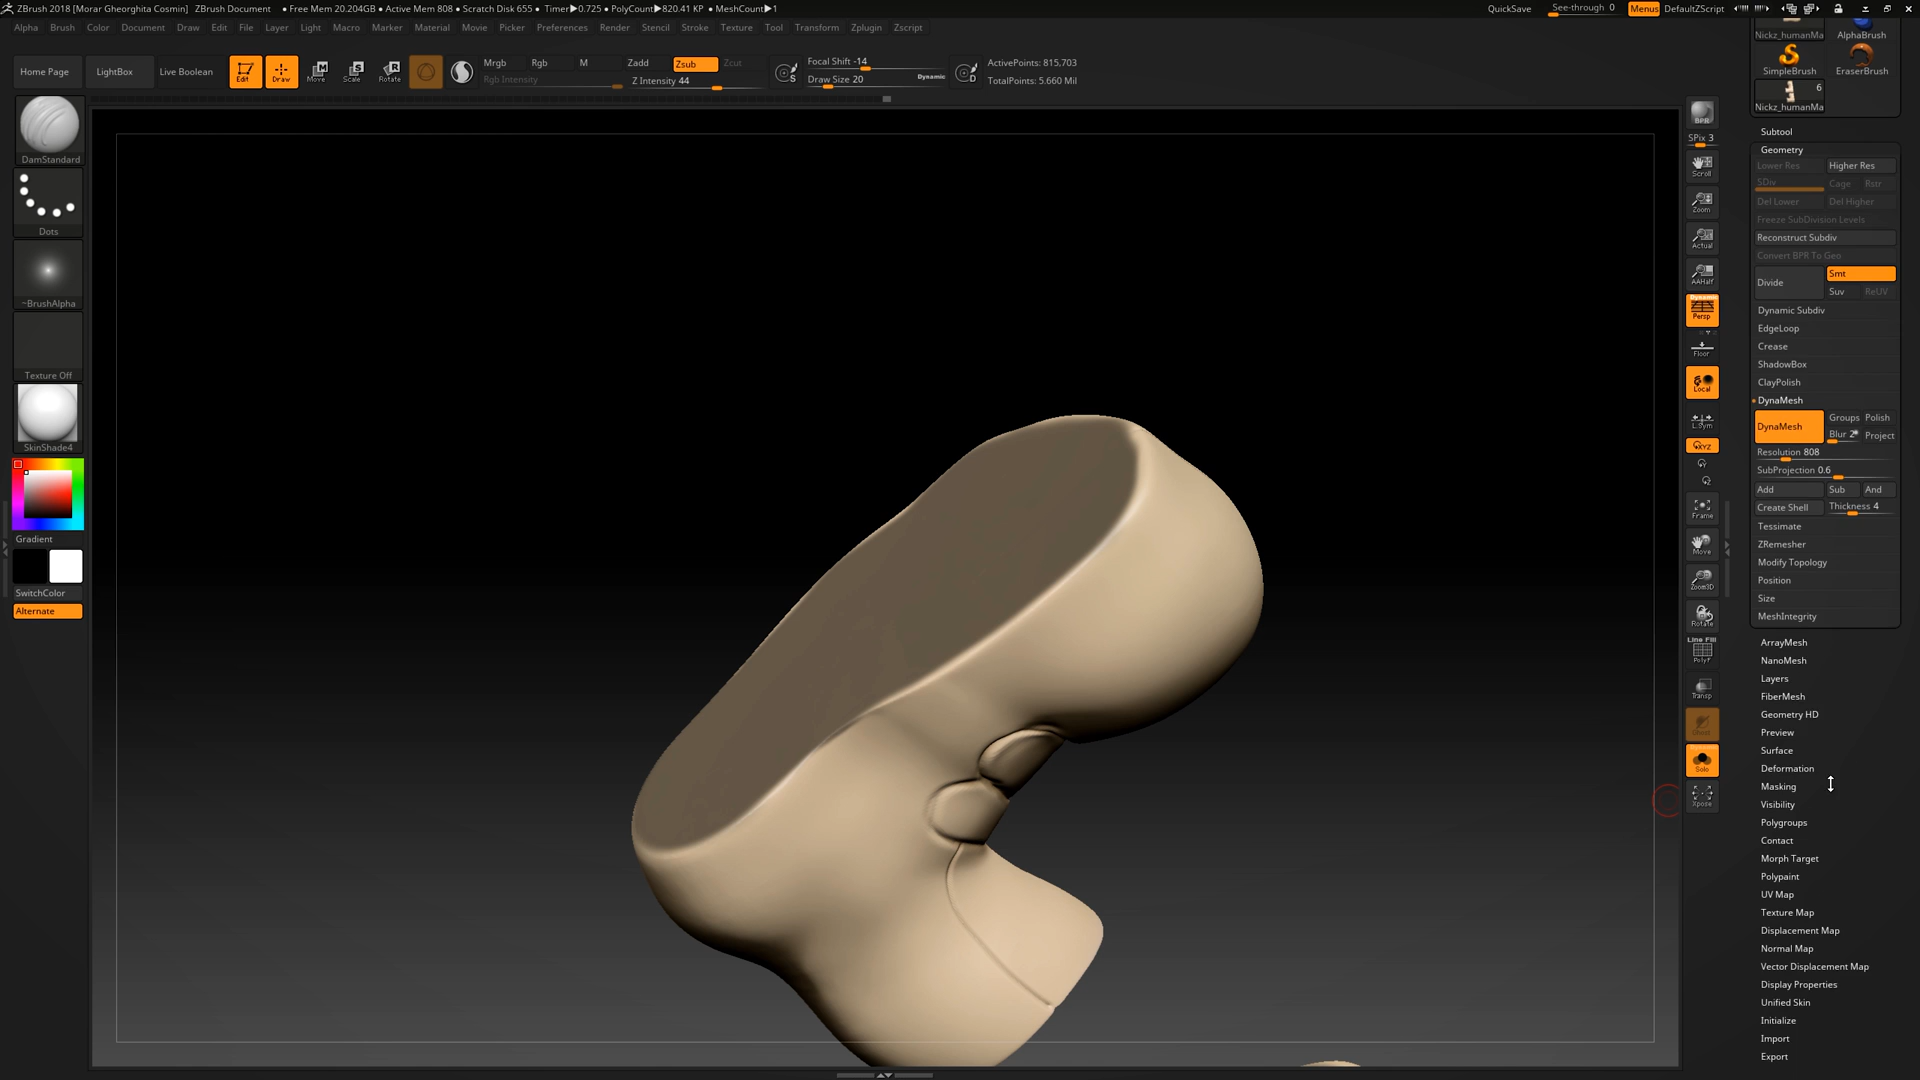 ZBrush 2018 [Morar Gheorghita Cosmin] ZBrush Document • Free Mem 20.204GB • Active Mem 808 • Scratch Disk 655 • Timer▶0.725 • PolyCount▶820.41 KP • MeshCount▶1 QuickSave See-through 0 Menus DefaultZScript
Alpha Brush Color Document Draw Edit File Layer Light Macro Marker Material Movie Picker Preferences Render Stencil Stroke Texture Tool Transform Zplugin Zscript
Home Page LightBox Live Boolean Edit Draw Move Scale Rotate
Mrgb Rgb M Zadd Zsub Zcut
Rgb Intensity Z Intensity 44
Focal Shift -14
Draw Size 20 Dynamic
S
D
ActivePoints: 815,703
TotalPoints: 5.660 Mil
DamStandard
Dots
~BrushAlpha
Texture Off
SkinShade4
Gradient
SwitchColor
Alternate
BPR
SPix 3
Scroll
Zoom
Actual
AAHalf
Dynamic
Persp
Floor
Local
L.Sym
XYZ
Frame
Move
Zoom3D
Rotate
Line Fill
PolyF
Transp
Ghost
Dynamic
Solo
Xpose
Nickz_humanMa AlphaBrush
SimpleBrush EraserBrush
6
Nickz_humanMa
Subtool
Geometry
Lower Res Higher Res
SDiv Cage Rstr
Del Lower Del Higher
Freeze SubDivision Levels
Reconstruct Subdiv
Convert BPR To Geo
Divide Smt
Suv ReUV
Dynamic Subdiv
EdgeLoop
Crease
ShadowBox
ClayPolish
DynaMesh
DynaMesh Groups Polish
Blur 2 Project
Resolution 808
SubProjection 0.6
Add Sub And
Create Shell Thickness 4
Tessimate
ZRemesher
Modify Topology
Position
Size
MeshIntegrity
ArrayMesh
NanoMesh
Layers
FiberMesh
Geometry HD
Preview
Surface
Deformation
Masking
Visibility
Polygroups
Contact
Morph Target
Polypaint
UV Map
Texture Map
Displacement Map
Normal Map
Vector Displacement Map
Display Properties
Unified Skin
Initialize
Import
Export